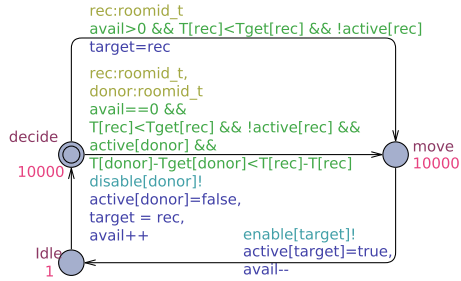 rec:roomid_t
avail>0 && T[rec]<Tget[rec] && !active[rec]
target=rec
rec:roomid_t,
donor:roomid_t
avail==0 &&
T[rec]<Tget[rec] && !active[rec] &&
active[donor] &&
T[donor]-Tget[donor]<T[rec]-T[rec]
disable[donor]!
active[donor]=false,
target = rec,
avail++
decide
10000
move
10000
Idle
1
enable[target]!
active[target]=true,
avail--